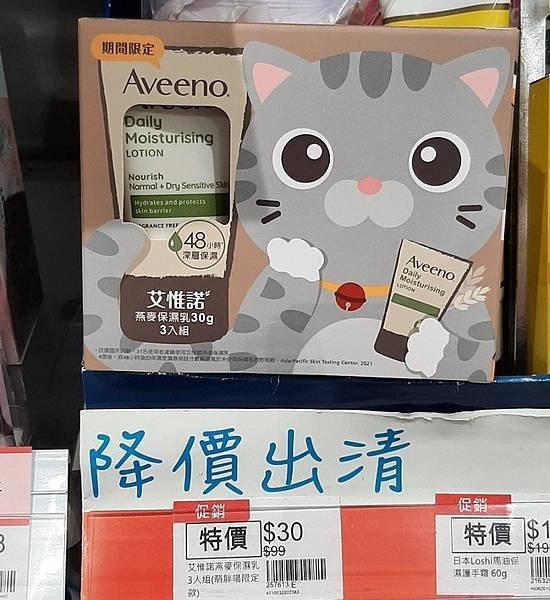 期間限定
Aveeno
Daily
Moisturising
LOTION
Nourish
Normal + Dry Sensitive Skin
Hydrates and protects
skin barrier
FRAGRANCE FREE
48小時
深層保濕
艾惟諾
燕麥保濕乳30g
3入組
Aveeno
Daily
Moisturising
LOTION
Asia-Pacific Skin Testing Center, 2021
降價出清
促銷
特價
$30
$99
艾惟諾燕麥保濕乳
3入組(萌胖喵限定
款)
257613 E
促銷
特價
$1
$19
日本Loshi馬油保
濕護手霜 60g